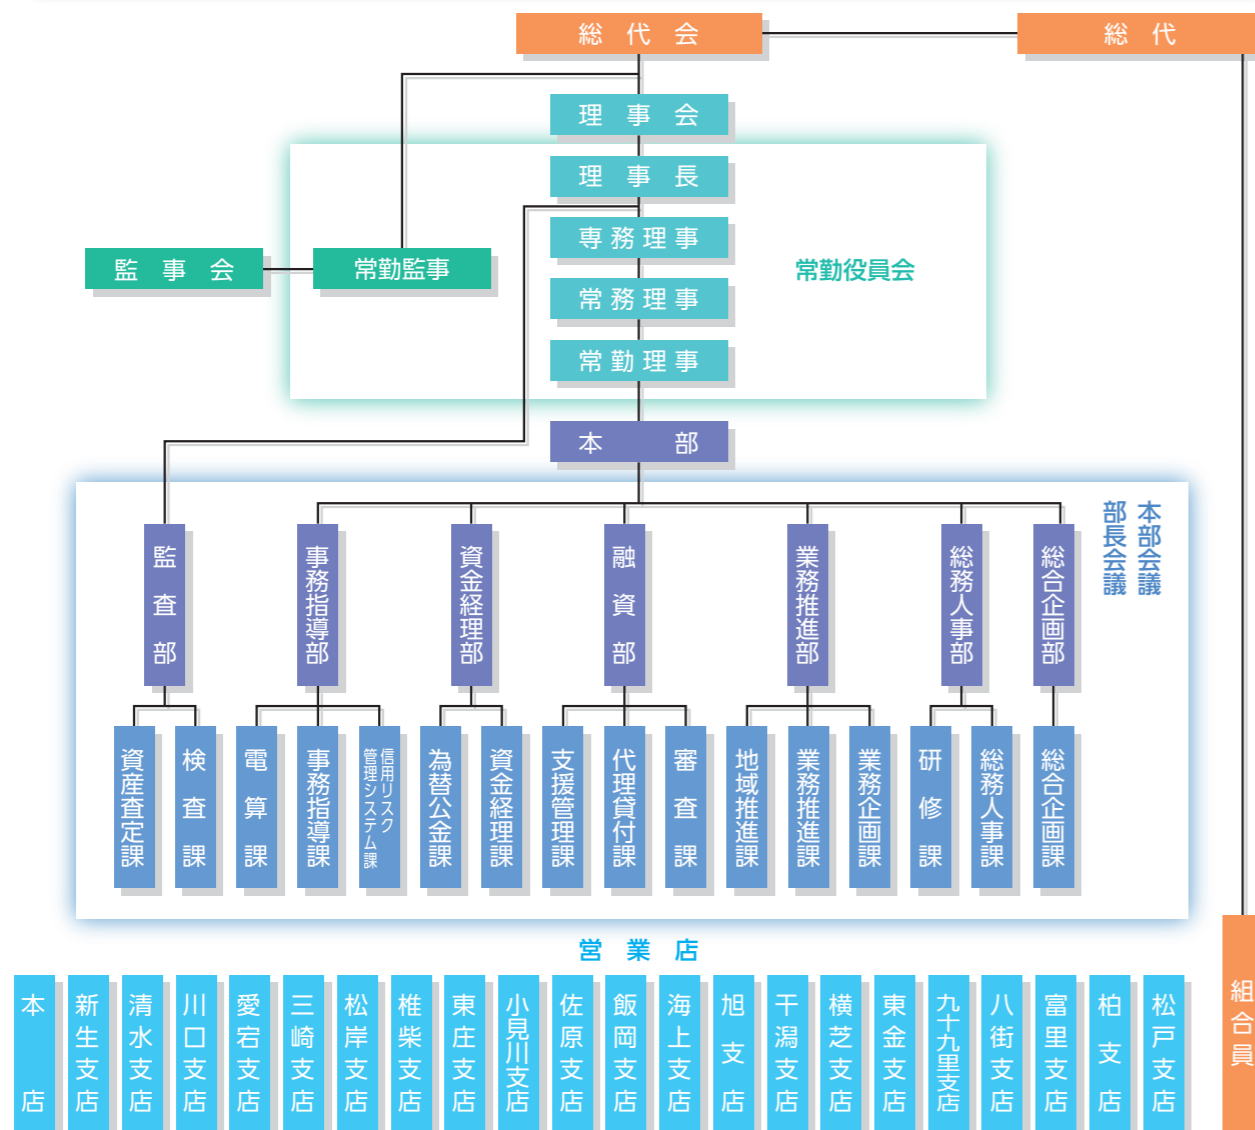 総代会
総代
理事会
理事長
専務理事
監事会
常勤監事
常勤役員会
常務理事
常勤理事
本部
本部会議
部長会議
監査部
事務指導部
資金経理部
融資部
業務推進部
総務人事部
総合企画部
資産査定課
検査課
電算課
事務指導課
信用リスク
管理システム課
為替公金課
資金経理課
支援管理課
代理貸付課
審査課
地域推進課
業務推進課
業務企画課
研修課
総務人事課
総合企画課
営業店
本店
新生支店
清水支店
川口支店
愛宕支店
三崎支店
松岸支店
椎柴支店
東庄支店
小見川支店
佐原支店
飯岡支店
海上支店
旭支店
干潟支店
横芝支店
東金支店
九十九里支店
八街支店
富里支店
柏支店
松戸支店
組合員